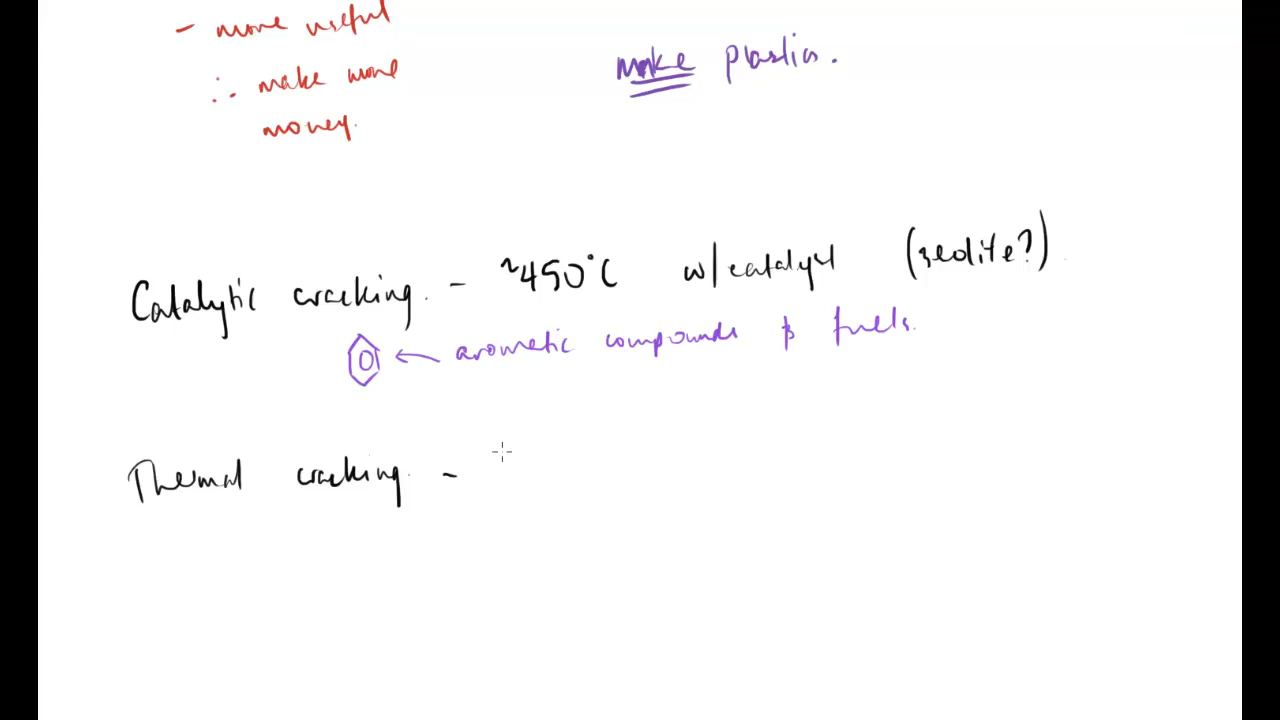 - more useful
make plastics.
∴ make more
money.
Catalytic cracking. - ~450°C w/catalyst (zeolite?)
← aromatic compounds & fuels.
Thermal cracking -